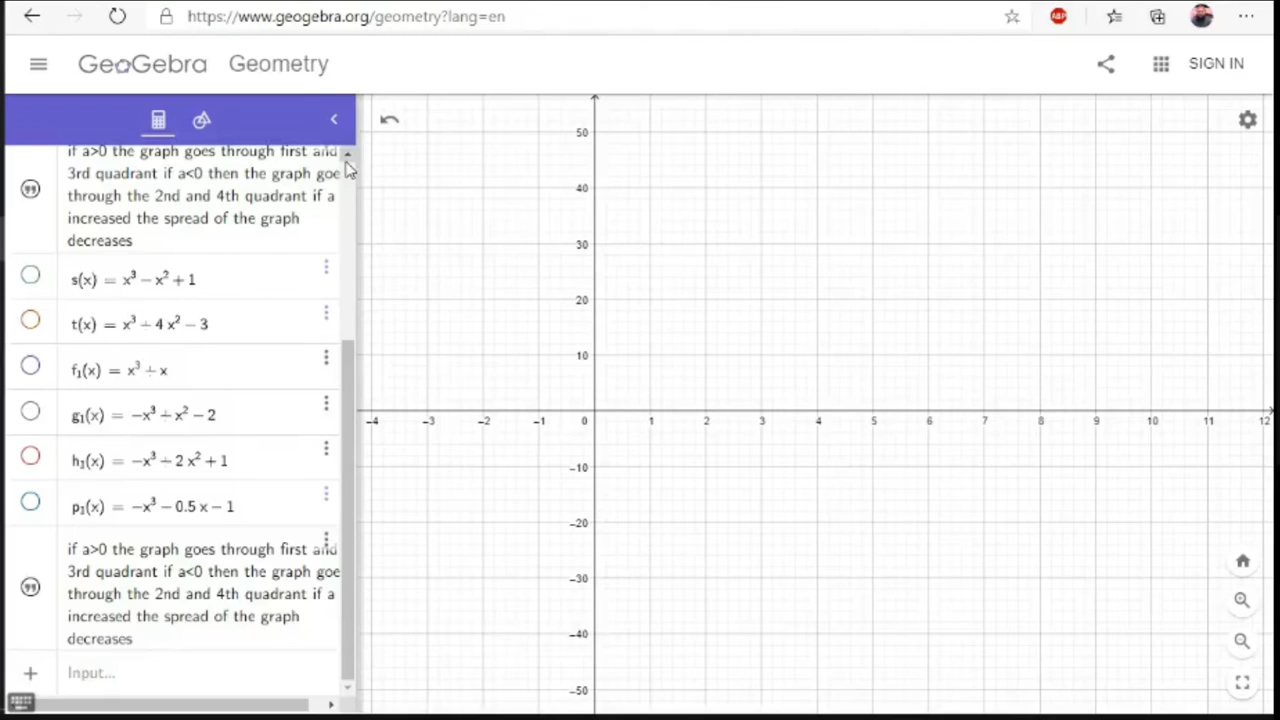 https://www.geogebra.org/geometry?lang=en
ABP
GeoGebra Geometry
SIGN IN
if a>0 the graph goes through first and
3rd quadrant if a<0 then the graph goe
through the 2nd and 4th quadrant if a
increased the spread of the graph
decreases
s(x) = x³ − x² + 1
t(x) = x³ + 4 x² − 3
f₁(x) = x³ + x
g₁(x) = −x³ + x² − 2
h₁(x) = −x³ + 2 x² + 1
p₁(x) = −x³ − 0.5 x − 1
if a>0 the graph goes through first and
3rd quadrant if a<0 then the graph goe
through the 2nd and 4th quadrant if a
increased the spread of the graph
decreases
Input...
50
40
30
20
10
−4 −3 −2 −1 0 1 2 3 4 5 6 7 8 9 10 11 12
−10
−20
−30
−40
−50